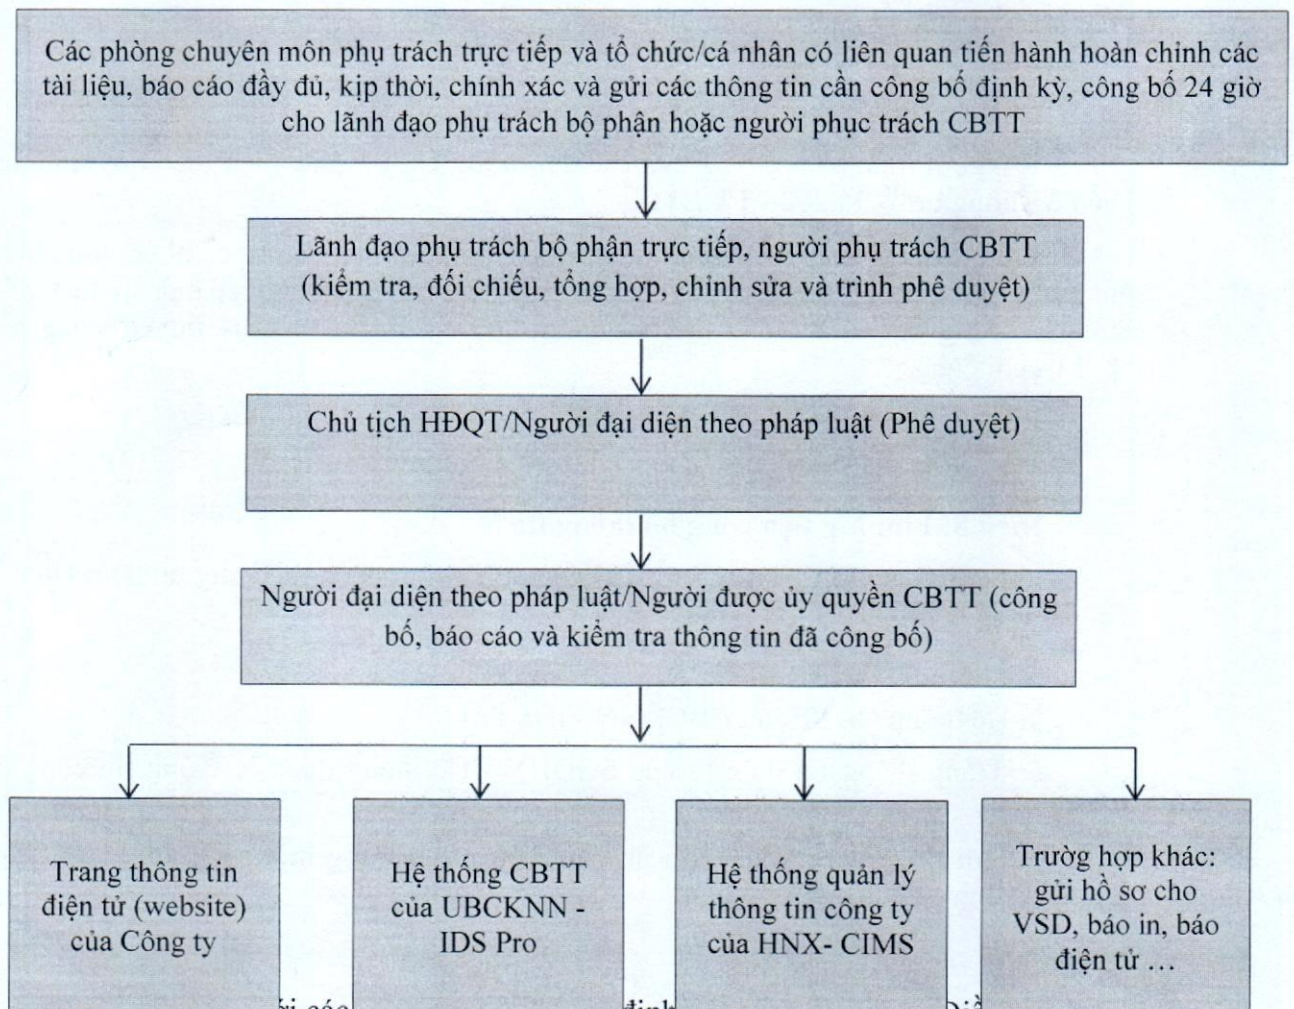 Các phòng chuyên môn phụ trách trực tiếp và tổ chức/cá nhân có liên quan tiến hành hoàn chỉnh các
tài liệu, báo cáo đầy đủ, kịp thời, chính xác và gửi các thông tin cần công bố định kỳ, công bố 24 giờ
cho lãnh đạo phụ trách bộ phận hoặc người phục trách CBTT
Lãnh đạo phụ trách bộ phận trực tiếp, người phụ trách CBTT
(kiểm tra, đối chiếu, tổng hợp, chỉnh sửa và trình phê duyệt)
Chủ tịch HĐQT/Người đại diện theo pháp luật (Phê duyệt)
Người đại diện theo pháp luật/Người được ủy quyền CBTT (công
bố, báo cáo và kiểm tra thông tin đã công bố)
Trang thông tin
điện tử (website)
của Công ty
Hệ thống CBTT
của UBCKNN -
IDS Pro
Hệ thống quản lý
thông tin công ty
của HNX- CIMS
Trườg hợp khác:
gửi hồ sơ cho
VSD, báo in, báo
điện tử ...